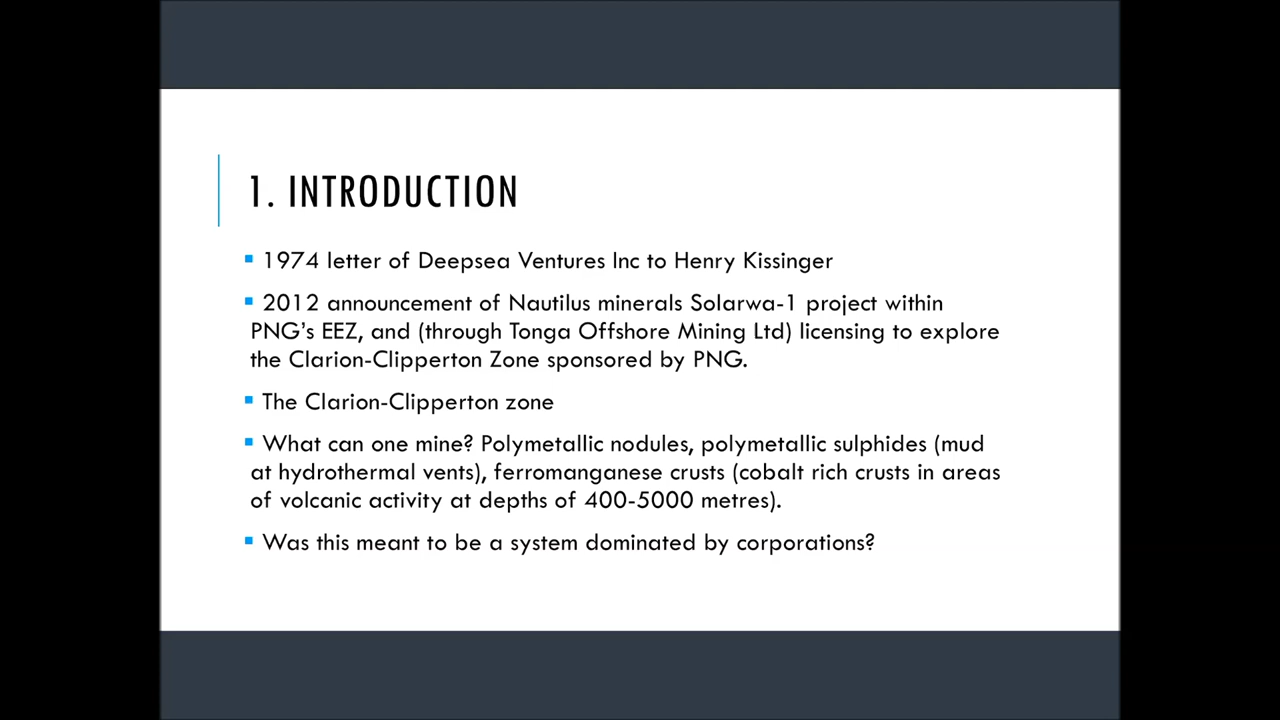 1. INTRODUCTION
1974 letter of Deepsea Ventures Inc to Henry Kissinger
2012 announcement of Nautilus minerals Solarwa-1 project within
PNG's EEZ, and (through Tonga Offshore Mining Ltd) licensing to explore
the Clarion-Clipperton Zone sponsored by PNG.
The Clarion-Clipperton zone
What can one mine? Polymetallic nodules, polymetallic sulphides (mud
at hydrothermal vents), ferromanganese crusts (cobalt rich crusts in areas
of volcanic activity at depths of 400-5000 metres).
Was this meant to be a system dominated by corporations?